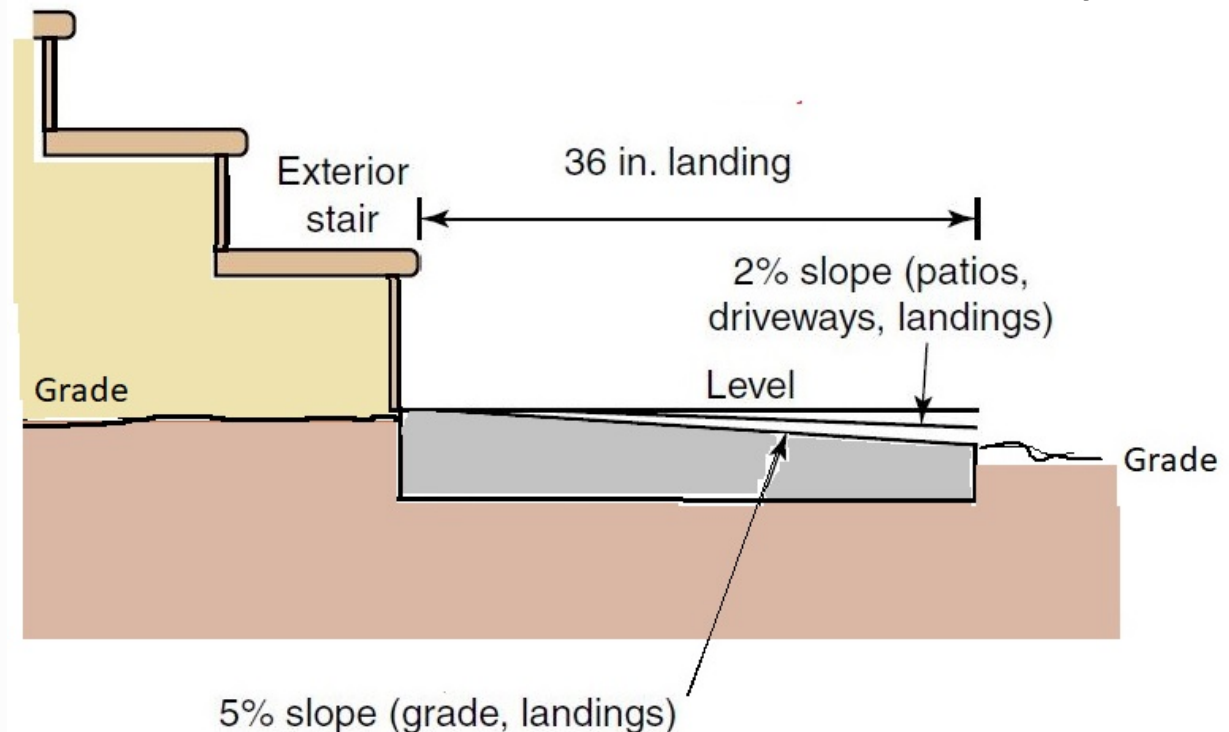 Exterior
stair
36 in. landing
2% slope (patios,
driveways, landings)
Level
Grade
Grade
5% slope (grade, landings)